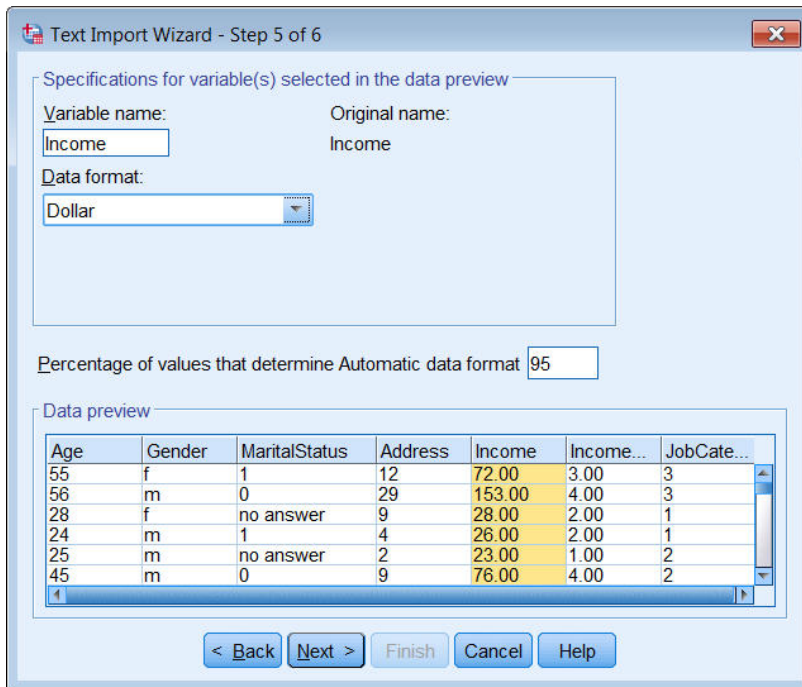 Text Import Wizard - Step 5 of 6
Specifications for variable(s) selected in the data preview
Variable name: Original name:
Income Income
Data format:
Dollar
Percentage of values that determine Automatic data format 95
Data preview
Age Gender MaritalStatus Address Income Income... JobCate...
55 f 1 12 72.00 3.00 3
56 m 0 29 153.00 4.00 3
28 f no answer 9 28.00 2.00 1
24 m 1 4 26.00 2.00 1
25 m no answer 2 23.00 1.00 2
45 m 0 9 76.00 4.00 2
< Back Next > Finish Cancel Help